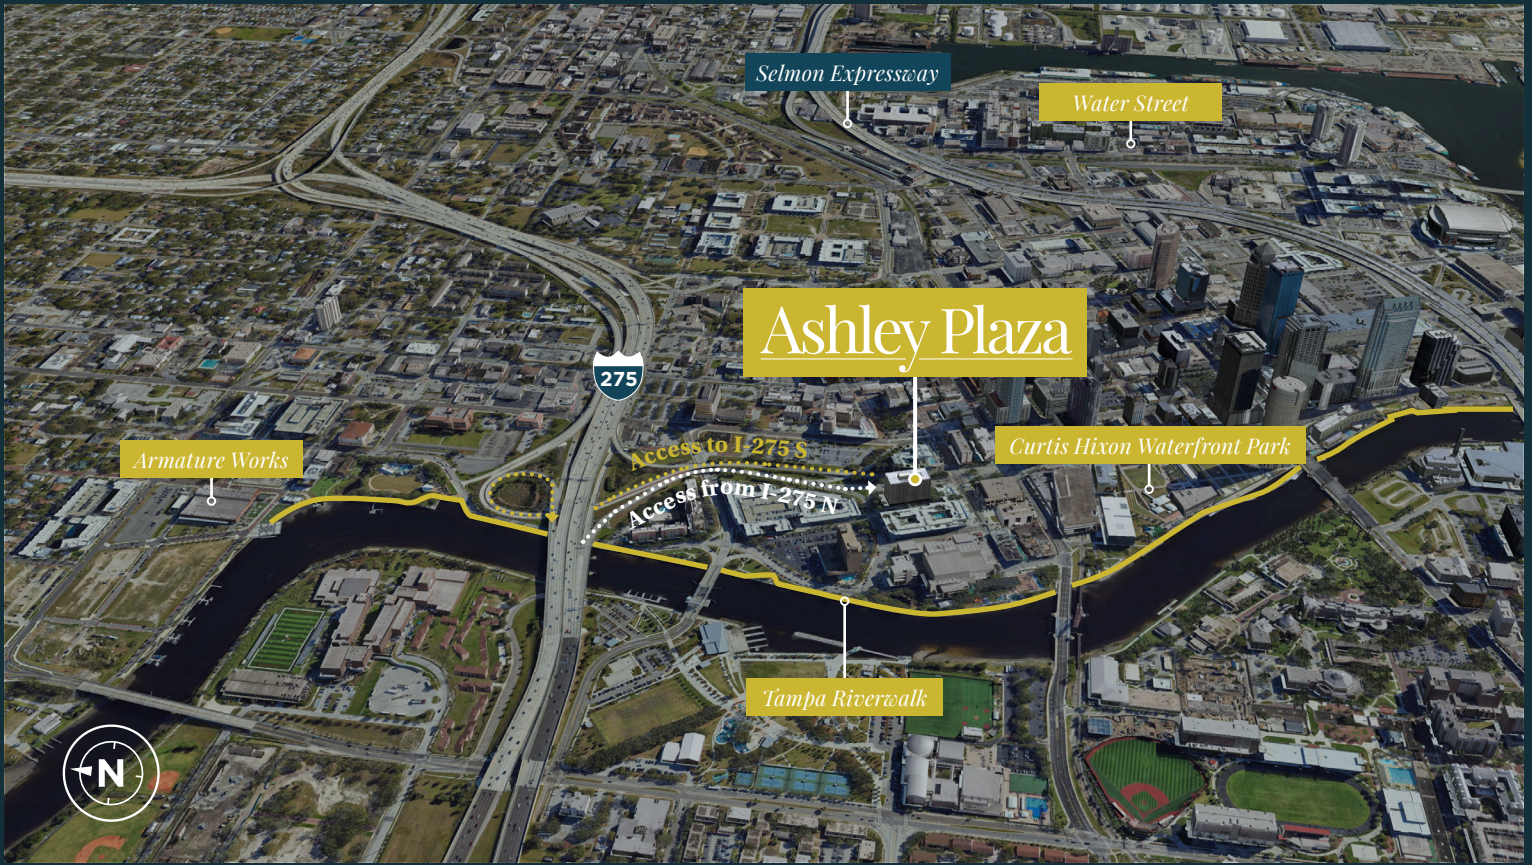 Selmon Expressway
Water Street
Ashley Plaza
275
Access to I-275 S
Armature Works
Curtis Hixon Waterfront Park
Access from I-275 N
Tampa Riverwalk
N